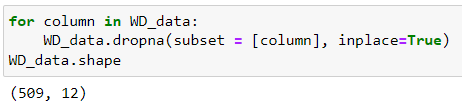 for column in WD_data:
    WD_data.dropna(subset = [column], inplace=True)
WD_data.shape
(509, 12)